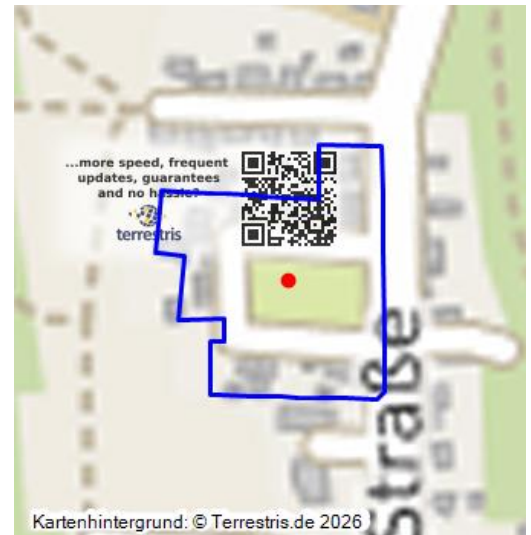 ...more speed, frequent
updates, guarantees
and no hassle?
terrestris
straße
Kartenhintergrund: © Terrestris.de 2026